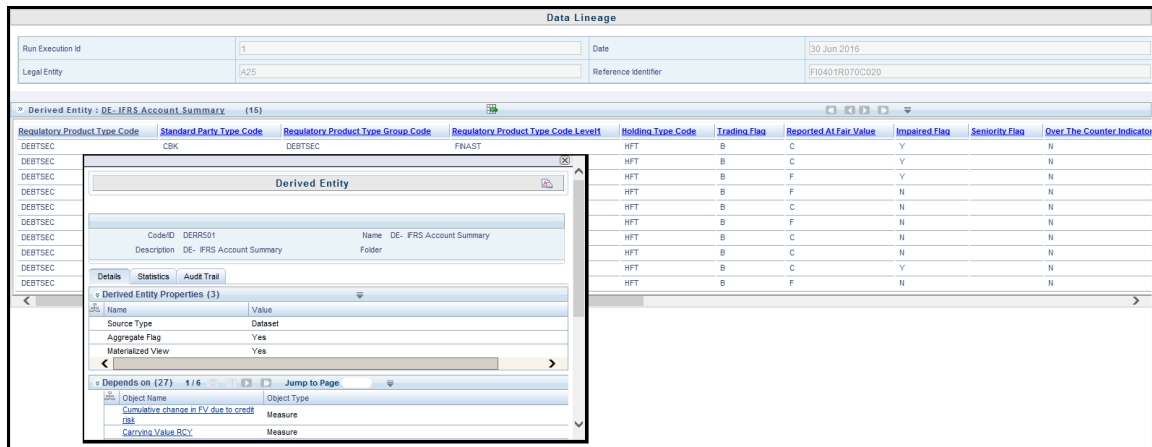 Data Lineage
Run Execution Id 1 Date 30 Jun 2016
Legal Entity A25 Reference Identifier FI0401R070C020
» Derived Entity : DE- IFRS Account Summary (15)
Regulatory Product Type Code Standard Party Type Code Regulatory Product Type Group Code Regulatory Product Type Code Level1 Holding Type Code Trading Flag Reported At Fair Value Impaired Flag Seniority Flag Over The Counter Indicator
DEBTSEC CBK DEBTSEC FINAST HFT B C Y N
DEBTSEC HFT B C Y N
DEBTSEC HFT B F Y N
DEBTSEC HFT B F N N
DEBTSEC HFT B C N N
DEBTSEC HFT B F N N
DEBTSEC HFT B C N N
DEBTSEC HFT B C N N
DEBTSEC HFT B C Y N
DEBTSEC HFT B F N N
Derived Entity
Code/ID DERR501 Name DE- IFRS Account Summary
Description DE- IFRS Account Summary Folder
Details Statistics Audit Trail
Derived Entity Properties (3)
Name Value
Source Type Dataset
Aggregate Flag Yes
Materialized View Yes
Depends on (27) 1 / 6 Jump to Page
Object Name Object Type
Cumulative change in FV due to credit
risk Measure
Carrying Value RCY Measure